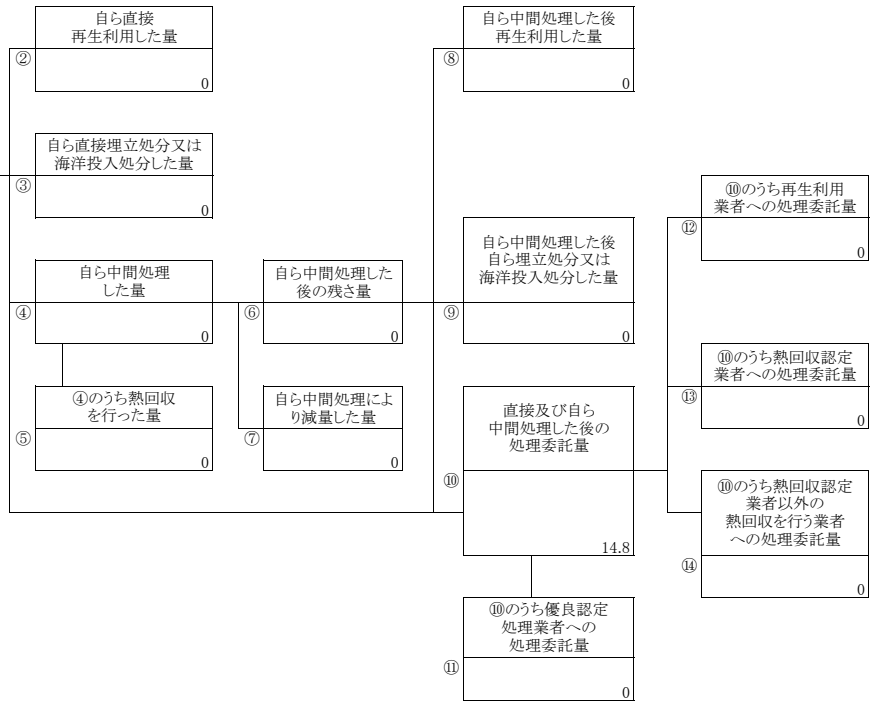 自ら直接
再生利用した量
②
0
自ら直接埋立処分又は
海洋投入処分した量
③
0
自ら中間処理
した量
④
0
④のうち熱回収
を行った量
⑤
0
自ら中間処理した
後の残さ量
⑥
0
自ら中間処理によ
り減量した量
⑦
0
自ら中間処理した後
再生利用した量
⑧
0
自ら中間処理した後
自ら埋立処分又は
海洋投入処分した量
⑨
0
直接及び自ら
中間処理した後の
処理委託量
⑩
14.8
⑩のうち優良認定
処理業者への
処理委託量
⑪
0
⑩のうち再生利用
業者への処理委託量
⑫
0
⑩のうち熱回収認定
業者への処理委託量
⑬
0
⑩のうち熱回収認定
業者以外の
熱回収を行う業者
への処理委託量
⑭
0